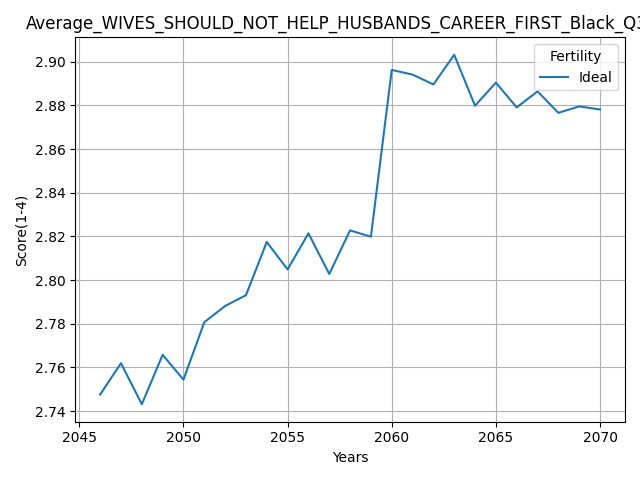 Average_WIVES_SHOULD_NOT_HELP_HUSBANDS_CAREER_FIRST_Black_Q3
Fertility
Ideal
2.90
2.88
2.86
2.84
2.82
2.80
2.78
2.76
2.74
Score(1-4)
2045 2050 2055 2060 2065 2070
Years